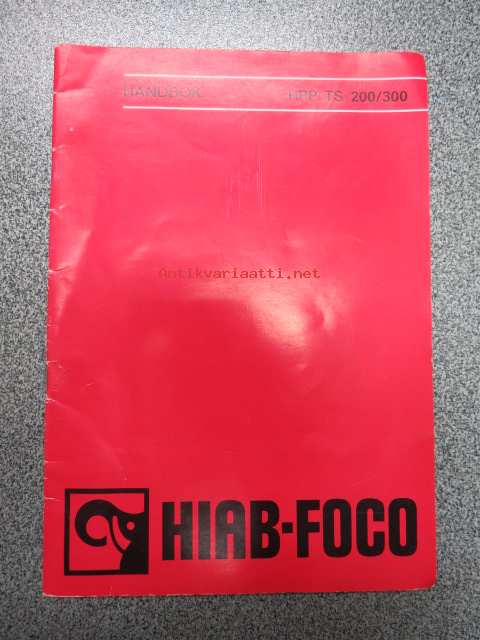 HANDBOK HPP TS 200/300
Antikvariaatti.net
HIAB-FOCO